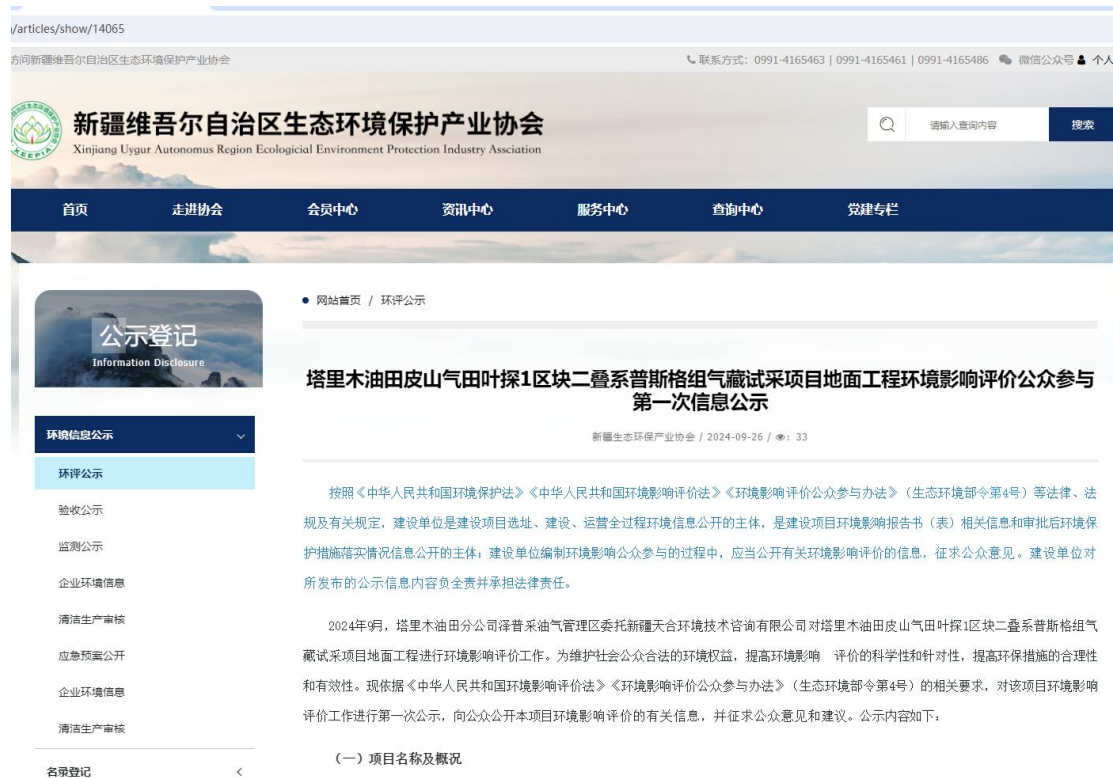 /articles/show/14065
访问新疆维吾尔自治区生态环境保护产业协会
联系方式：0991-4165463 | 0991-4165461 | 0991-4165486 微信公众号 个人
新疆维吾尔自治区生态环境保护产业协会
Xinjiang Uygur Autonomus Region Ecologicial Environment Protection Industry Assciation
XEEPIA
请输入查询内容
搜索
首页 走进协会 会员中心 资讯中心 服务中心 查询中心 党建专栏
公示登记
Information Disclosure
环境信息公示
环评公示
验收公示
监测公示
企业环境信息
清洁生产审核
应急预案公开
企业环境信息
清洁生产审核
名录登记
网站首页 / 环评公示
塔里木油田皮山气田叶探1区块二叠系普斯格组气藏试采项目地面工程环境影响评价公众参与
第一次信息公示
新疆生态环保产业协会 / 2024-09-26 / : 33
按照《中华人民共和国环境保护法》《中华人民共和国环境影响评价法》《环境影响评价公众参与办法》（生态环境部令第4号）等法律、法
规及有关规定，建设单位是建设项目选址、建设、运营全过程环境信息公开的主体，是建设项目环境影响报告书（表）相关信息和审批后环境保
护措施落实情况信息公开的主体；建设单位编制环境影响公众参与的过程中，应当公开有关环境影响评价的信息，征求公众意见。建设单位对
所发布的公示信息内容负全责并承担法律责任。
2024年9月，塔里木油田分公司泽普采油气管理区委托新疆天合环境技术咨询有限公司对塔里木油田皮山气田叶探1区块二叠系普斯格组气
藏试采项目地面工程进行环境影响评价工作。为维护社会公众合法的环境权益，提高环境影响 评价的科学性和针对性，提高环保措施的合理性
和有效性。现依据《中华人民共和国环境影响评价法》《环境影响评价公众参与办法》（生态环境部令第4号）的相关要求，对该项目环境影响
评价工作进行第一次公示，向公众公开本项目环境影响评价的有关信息，并征求公众意见和建议。公示内容如下：
（一）项目名称及概况